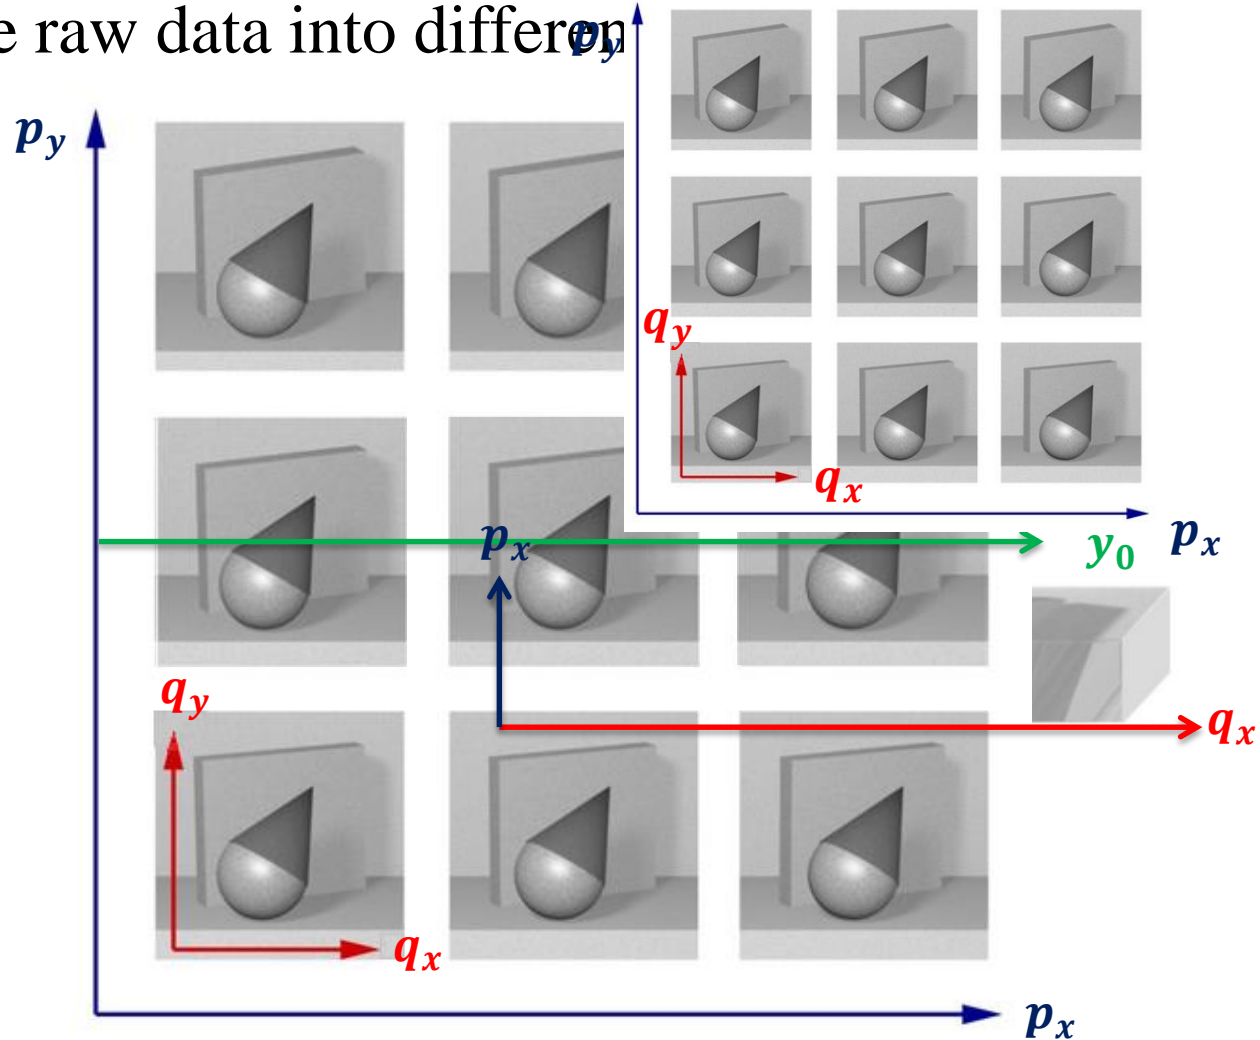 e raw data into differen
p_y
p_y
q_y
q_x
p_x
y_0
p_x
q_y
q_x
q_x
p_x